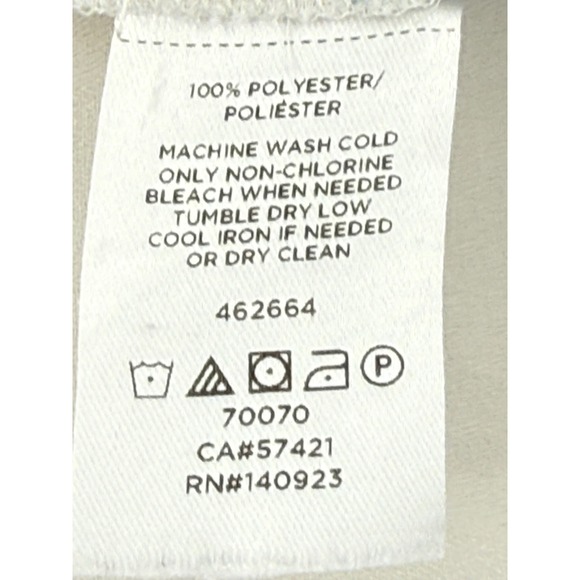 100% POLYESTER/
POLIÉSTER
MACHINE WASH COLD
ONLY NON-CHLORINE
BLEACH WHEN NEEDED
TUMBLE DRY LOW
COOL IRON IF NEEDED
OR DRY CLEAN
462664
P
70070
CA#57421
RN#140923